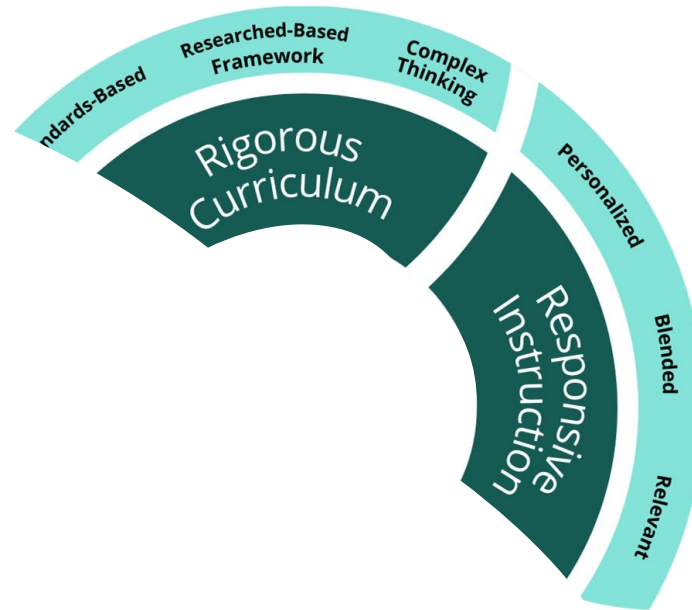 ndards-Based
Researched-Based
Framework
Complex
Thinking
Rigorous
Curriculum
Personalized
Blended
Relevant
Responsive
Instruction